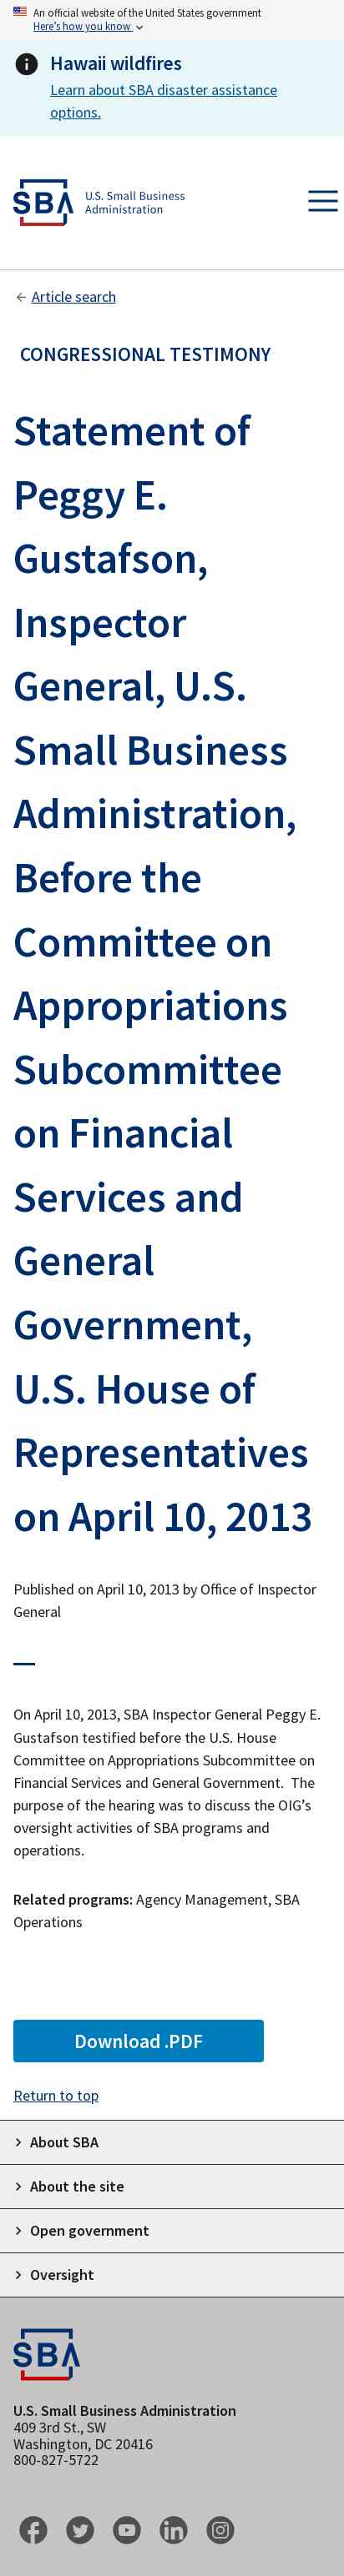 An official website of the United States government
Here’s how you know
Hawaii wildfires
Learn about SBA disaster assistance
options.
SBA
U.S. Small Business
Administration
Article search
CONGRESSIONAL TESTIMONY
Statement of
Peggy E.
Gustafson,
Inspector
General, U.S.
Small Business
Administration,
Before the
Committee on
Appropriations
Subcommittee
on Financial
Services and
General
Government,
U.S. House of
Representatives
on April 10, 2013
Published on April 10, 2013 by Office of Inspector
General
On April 10, 2013, SBA Inspector General Peggy E.
Gustafson testified before the U.S. House
Committee on Appropriations Subcommittee on
Financial Services and General Government.  The
purpose of the hearing was to discuss the OIG’s
oversight activities of SBA programs and
operations.
Related programs: Agency Management, SBA
Operations
Download .PDF
Return to top
About SBA
About the site
Open government
Oversight
SBA
U.S. Small Business Administration
409 3rd St., SW
Washington, DC 20416
800-827-5722